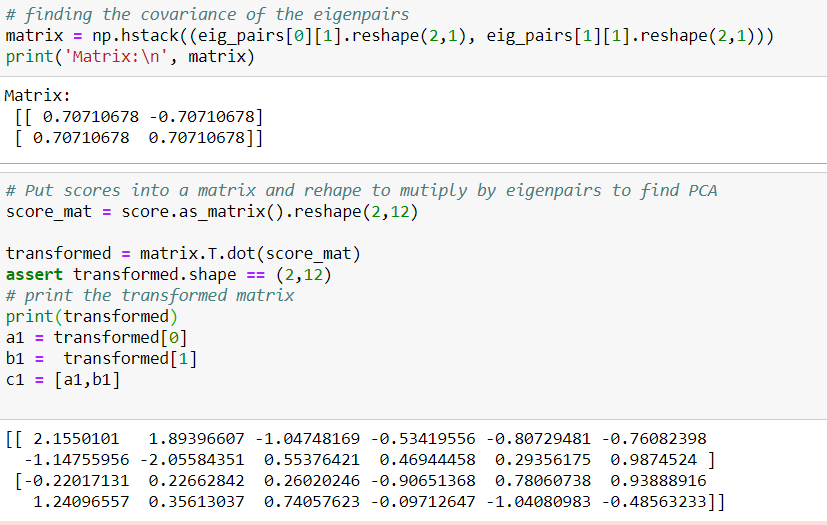 # finding the covariance of the eigenpairs
matrix = np.hstack((eig_pairs[0][1].reshape(2,1), eig_pairs[1][1].reshape(2,1)))
print('Matrix:\n', matrix)
Matrix:
 [[ 0.70710678 -0.70710678]
 [ 0.70710678  0.70710678]]
# Put scores into a matrix and rehape to mutiply by eigenpairs to find PCA
score_mat = score.as_matrix().reshape(2,12)
transformed = matrix.T.dot(score_mat)
assert transformed.shape == (2,12)
# print the transformed matrix
print(transformed)
a1 = transformed[0]
b1 =  transformed[1]
c1 = [a1,b1]
[[ 2.1550101   1.89396607 -1.04748169 -0.53419556 -0.80729481 -0.76082398
  -1.14755956 -2.05584351  0.55376421  0.46944458  0.29356175  0.9874524 ]
 [-0.22017131  0.22662842  0.26020246 -0.90651368  0.78060738  0.93888916
   1.24096557  0.35613037  0.74057623 -0.09712647 -1.04080983 -0.48563233]]